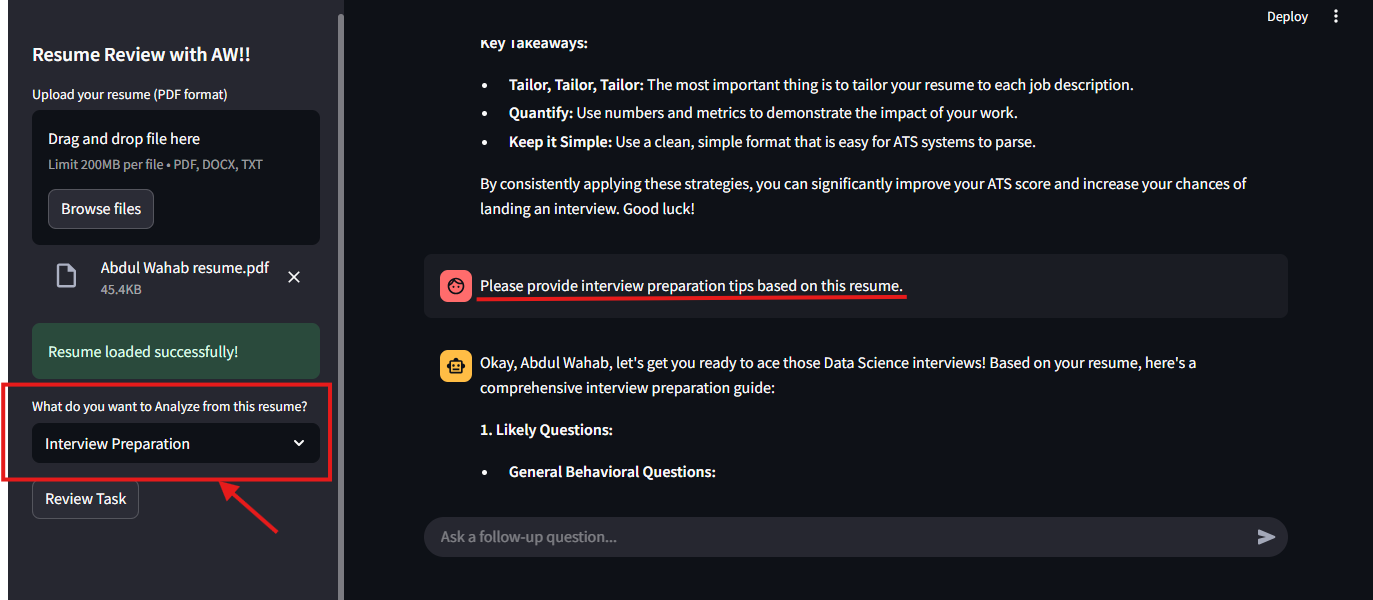 Deploy
Resume Review with AW!!
Upload your resume (PDF format)
Drag and drop file here
Limit 200MB per file • PDF, DOCX, TXT
Browse files
Abdul Wahab resume.pdf
45.4KB
Resume loaded successfully!
What do you want to Analyze from this resume?
Interview Preparation
Review Task
Key Takeaways:
• Tailor, Tailor, Tailor: The most important thing is to tailor your resume to each job description.
• Quantify: Use numbers and metrics to demonstrate the impact of your work.
• Keep it Simple: Use a clean, simple format that is easy for ATS systems to parse.
By consistently applying these strategies, you can significantly improve your ATS score and increase your chances of
landing an interview. Good luck!
Please provide interview preparation tips based on this resume.
Okay, Abdul Wahab, let's get you ready to ace those Data Science interviews! Based on your resume, here's a
comprehensive interview preparation guide:
1. Likely Questions:
• General Behavioral Questions:
Ask a follow-up question...